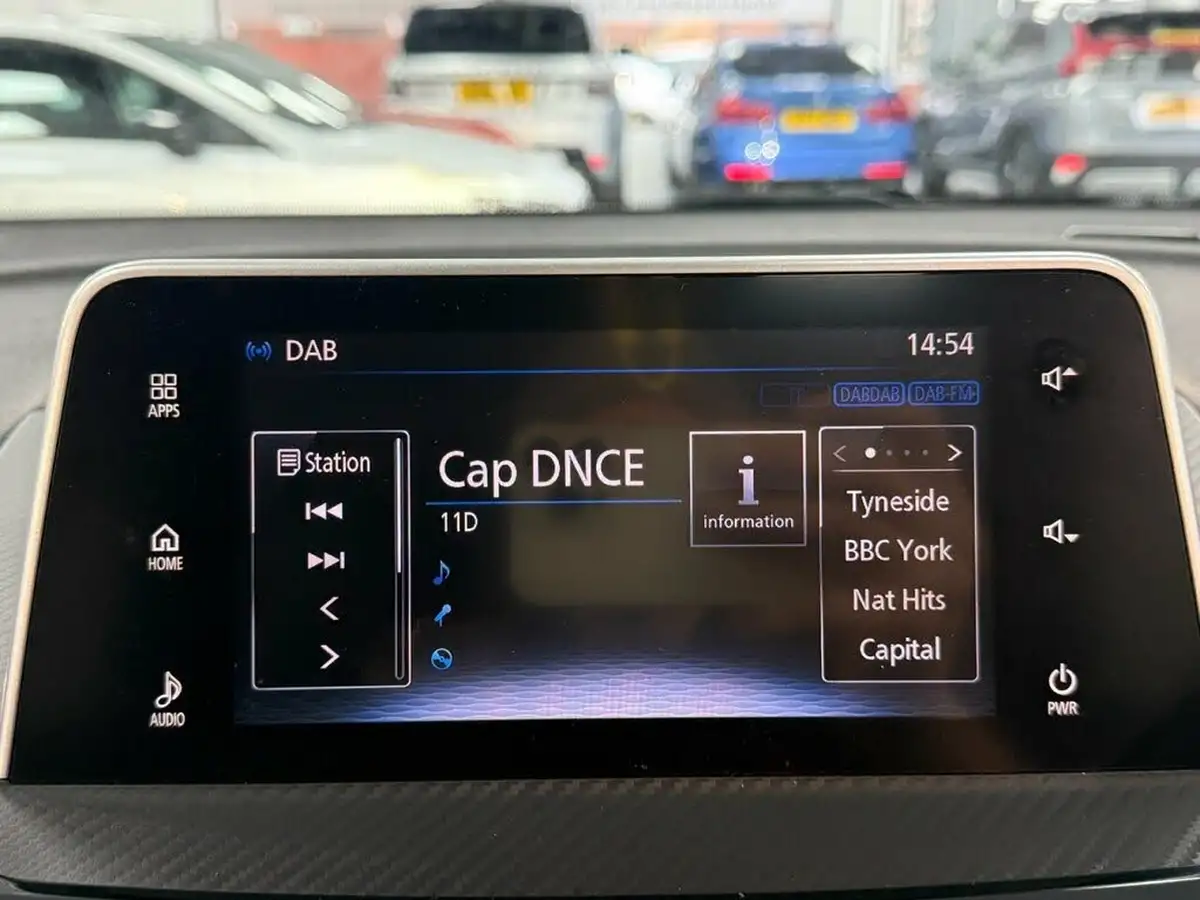 DAB
14:54
DABDAB
DAB-FM
APPS
Station
Cap DNCE
11D
information
Tyneside
BBC York
Nat Hits
Capital
HOME
AUDIO
PWR